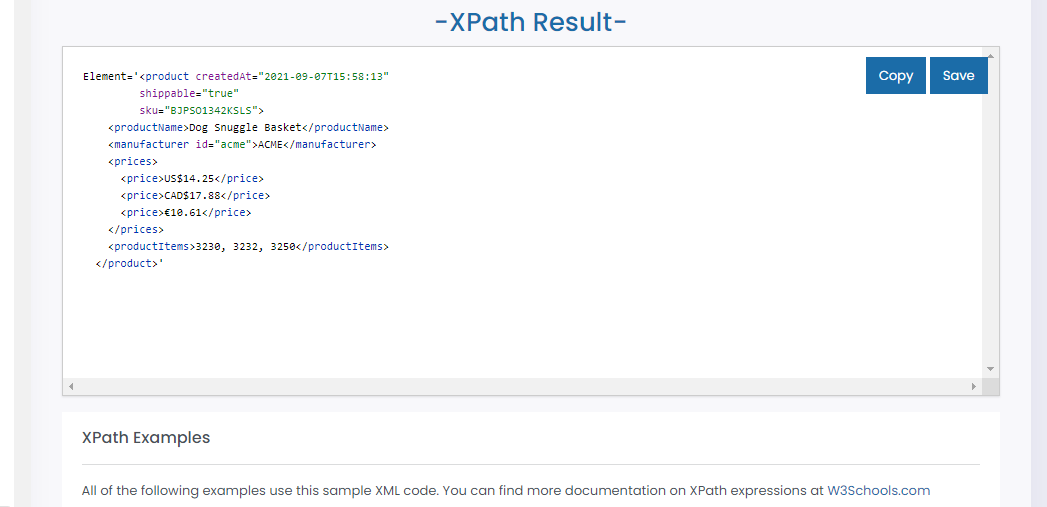 -XPath Result-
Copy
Save
Element='<product createdAt="2021-09-07T15:58:13"
shippable="true"
sku="BJPSO1342KSLS">
<productName>Dog Snuggle Basket</productName>
<manufacturer id="acme">ACME</manufacturer>
<prices>
<price>US$14.25</price>
<price>CAD$17.88</price>
<price>€10.61</price>
</prices>
<productItems>3230, 3232, 3250</productItems>
</product>'
XPath Examples
All of the following examples use this sample XML code. You can find more documentation on XPath expressions at W3Schools.com